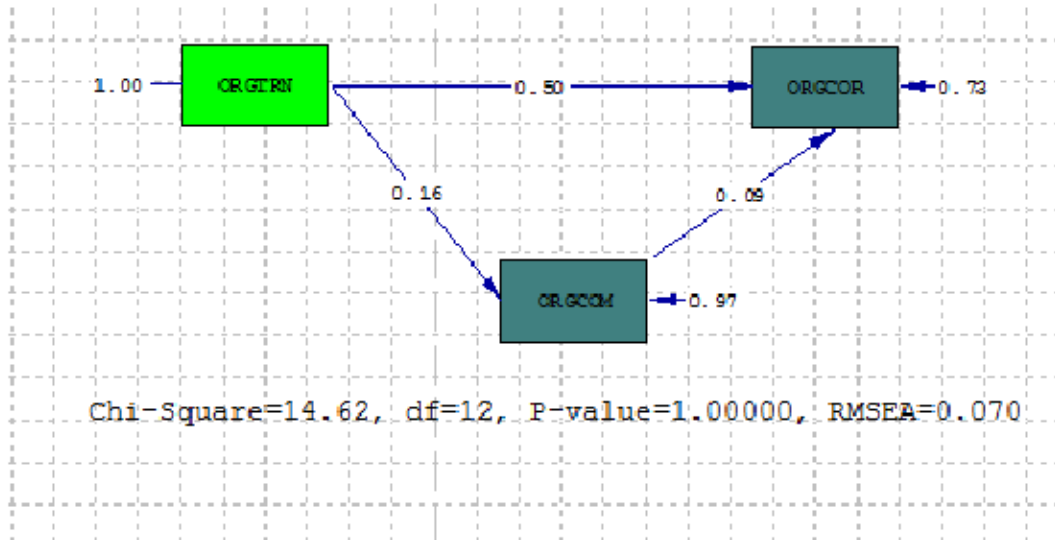 1.00
ORGTRN
0.50
ORGCOR
0.73
0.16
0.09
ORGCOM
0.97
Chi-Square=14.62, df=12, P-value=1.00000, RMSEA=0.070